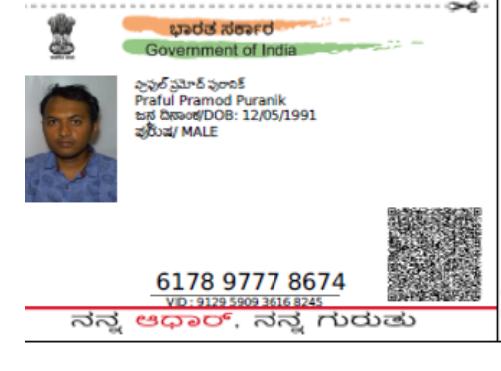 ಭಾರತ ಸರ್ಕಾರ
Government of India
ಪ್ರಫುಲ್ ಪ್ರಮೋದ್ ಪುರಾಣಿಕ್
Praful Pramod Puranik
ಜನ್ಮ ದಿನಾಂಕ/DOB: 12/05/1991
ಪುರುಷ/ MALE
6178 9777 8674
VID : 9129 5909 3616 8245
ನನ್ನ ಆಧಾರ್, ನನ್ನ ಗುರುತು